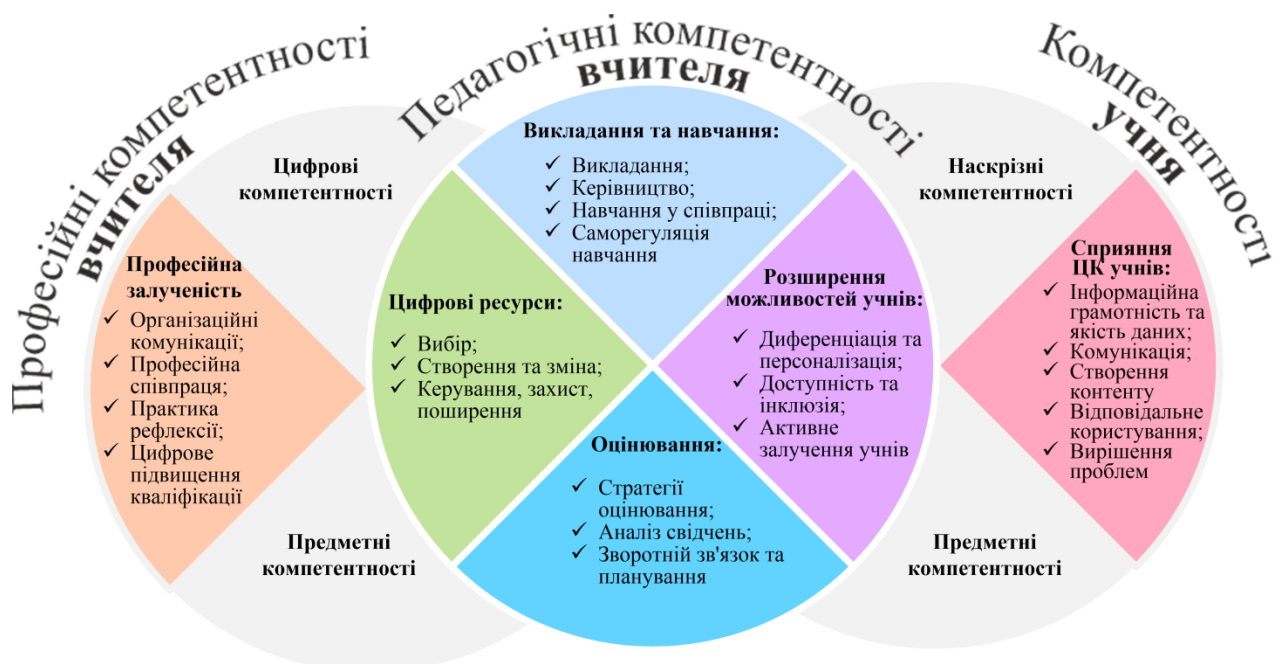 Професійні компетентності
вчителя
Педагогічні компетентності
вчителя
Компетентності
учня
Цифрові
компетентності
Професійна
залученість
✓ Організаційні
комунікації;
✓ Професійна
співпраця;
✓ Практика
рефлексії;
✓ Цифрове
підвищення
кваліфікації
Предметні
компетентності
Викладання та навчання:
✓ Викладання;
✓ Керівництво;
✓ Навчання у співпраці;
✓ Саморегуляція
навчання
Цифрові ресурси:
✓ Вибір;
✓ Створення та зміна;
✓ Керування, захист,
поширення
Розширення
можливостей учнів:
✓ Диференціація та
персоналізація;
✓ Доступність та
інклюзія;
✓ Активне
залучення учнів
Оцінювання:
✓ Стратегії
оцінювання;
✓ Аналіз свідчень;
✓ Зворотній зв'язок та
планування
Наскрізні
компетентності
Сприяння
ЦК учнів:
✓ Інформаційна
грамотність та
якість даних;
✓ Комунікація;
✓ Створення
контенту
✓ Відповідальне
користування;
✓ Вирішення
проблем
Предметні
компетентності